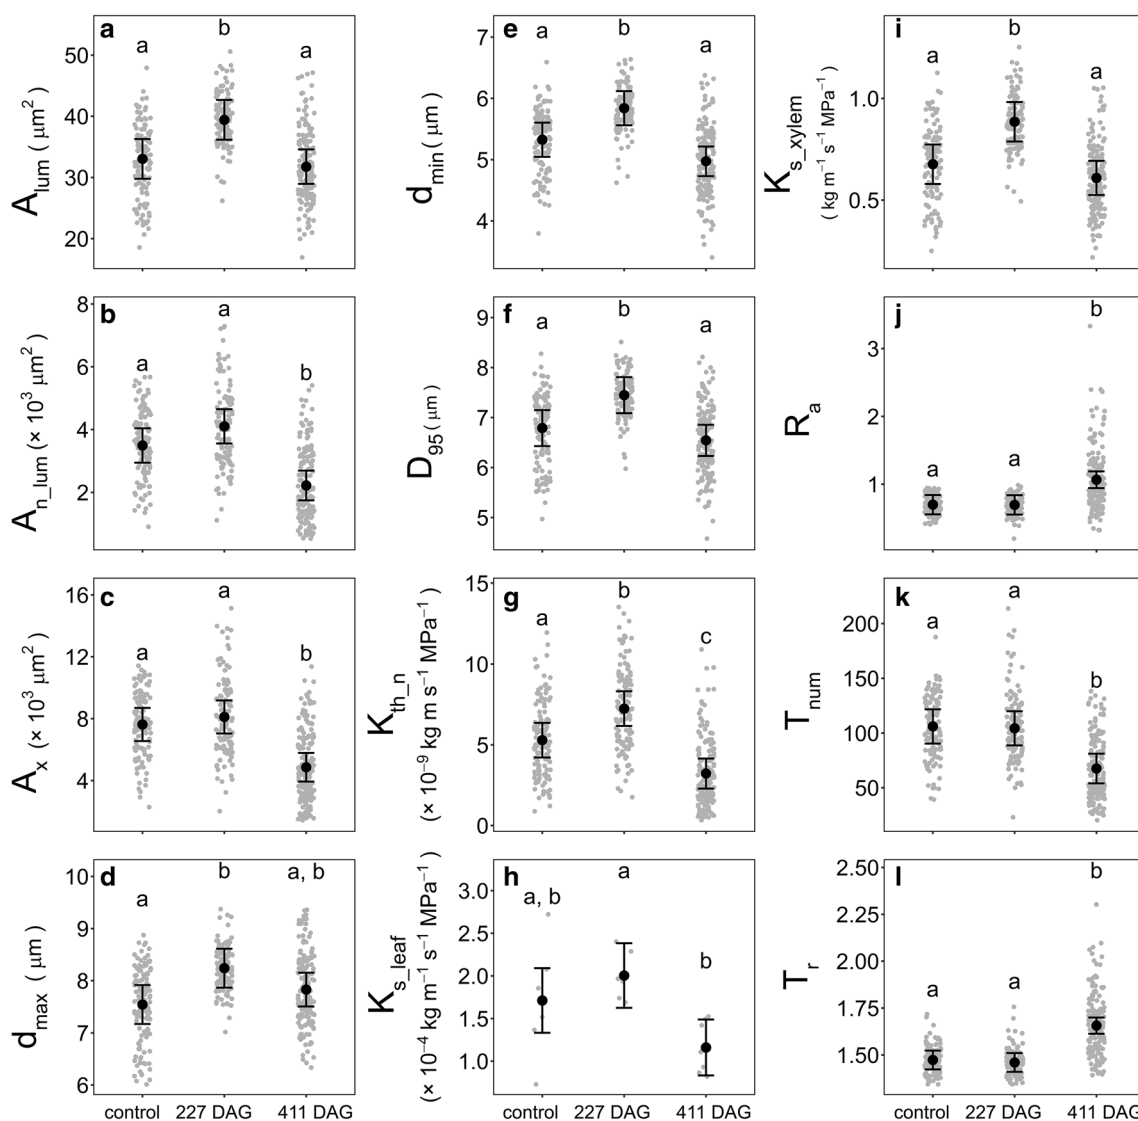 a
A_lum ( μm²)
50
40
30
20
a
b
a
e
d_min ( μm )
7
6
5
4
a
b
a
i
K_s_xylem
( kg m⁻¹ s⁻¹ MPa⁻¹)
1.0
0.5
a
b
a
b
A_n_lum (× 10³ μm²)
8
6
4
2
a
a
b
f
D_95 ( μm)
9
8
7
6
5
a
b
a
j
R_a
3
2
1
a
a
b
c
A_x (× 10³ μm² )
16
12
8
4
a
a
b
g
K_th_n
(× 10⁻⁹ kg m s⁻¹ MPa⁻¹)
15
10
5
0
a
b
c
k
T_num
200
150
100
50
a
a
b
d
d_max ( μm )
10
9
8
7
6
a
b
a, b
control
227 DAG
411 DAG
h
K_s_leaf
(× 10⁻⁴ kg m⁻¹ s⁻¹ MPa⁻¹ )
3.0
2.5
2.0
1.5
1.0
a, b
a
b
control
227 DAG
411 DAG
l
T_r
2.50
2.25
2.00
1.75
1.50
a
a
b
control
227 DAG
411 DAG